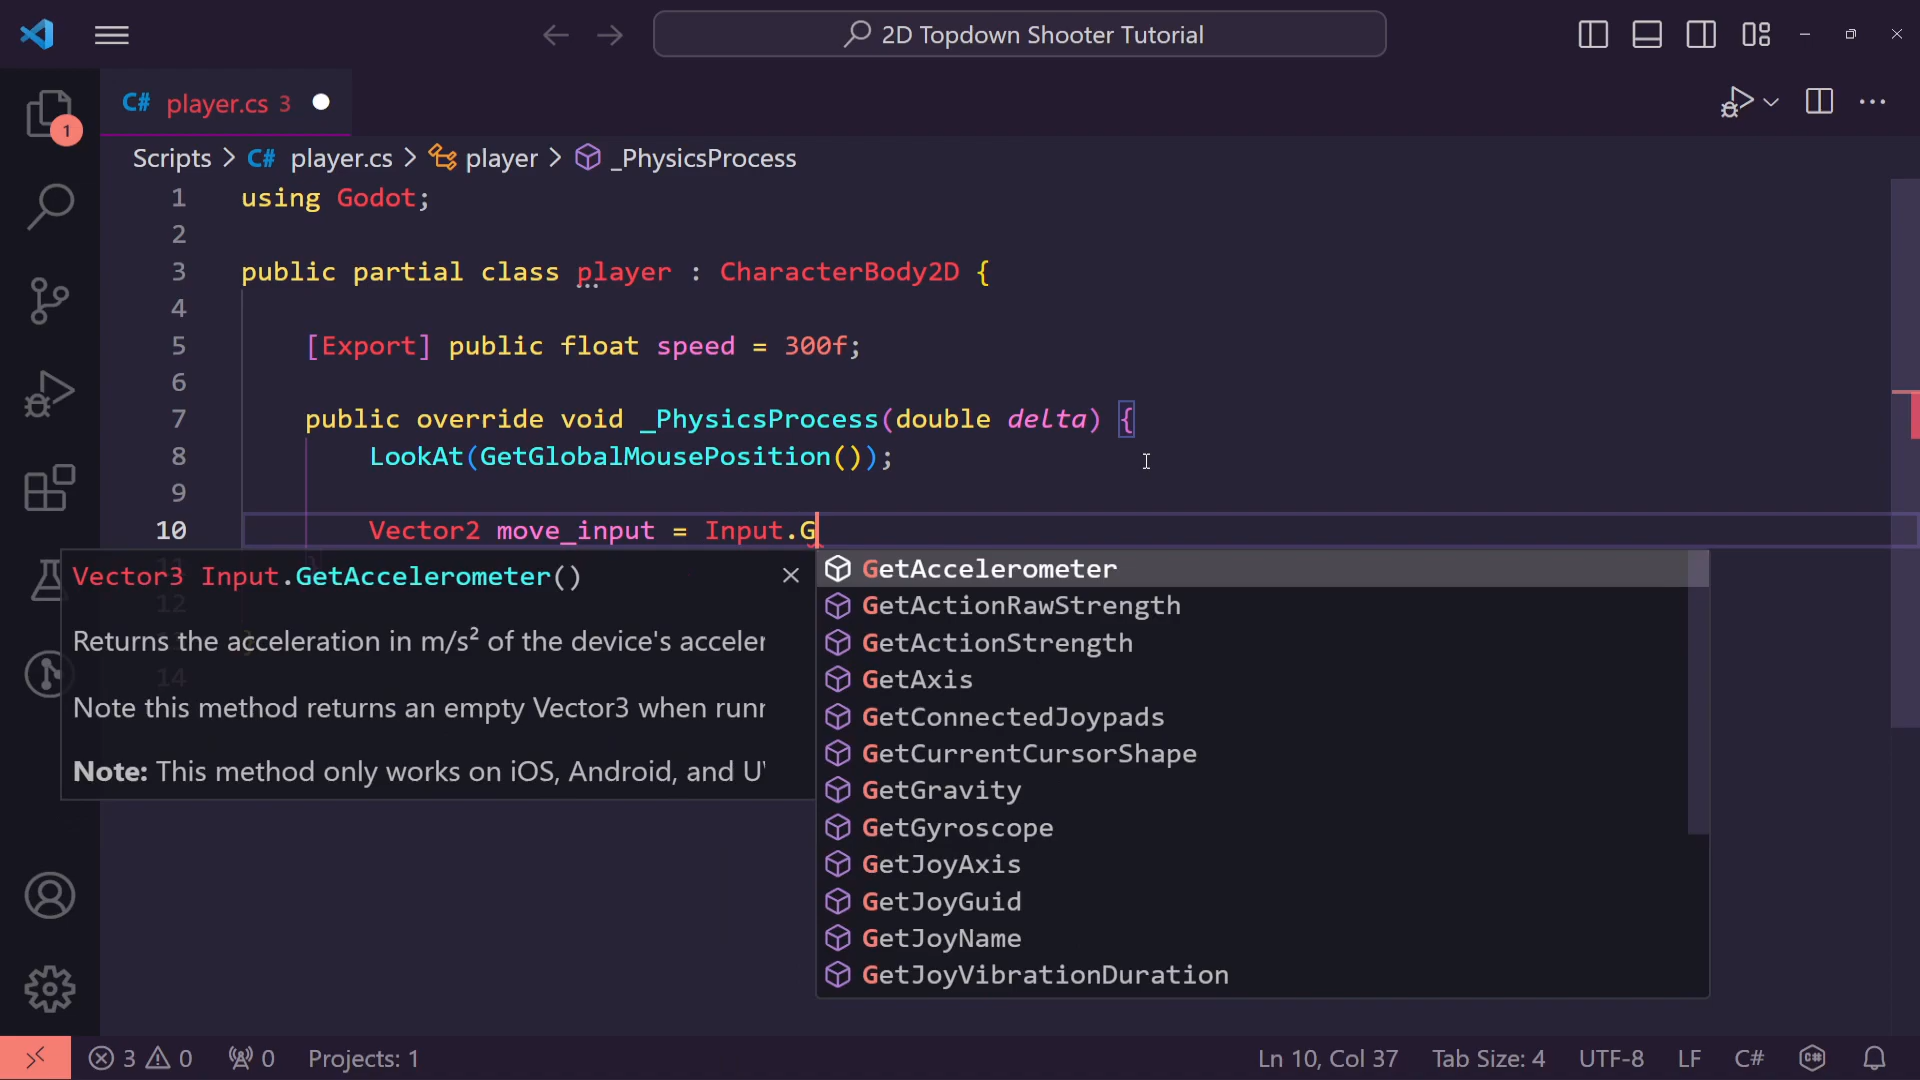 2D Topdown Shooter Tutorial
C# player.cs 3
1
Scripts > C# player.cs > player > _PhysicsProcess
1 using Godot;
2
3 public partial class player : CharacterBody2D {
4
5 [Export] public float speed = 300f;
6
7 public override void _PhysicsProcess(double delta) {
8 LookAt(GetGlobalMousePosition());
9
10 Vector2 move_input = Input.G
Vector3 Input.GetAccelerometer()
12
Returns the acceleration in m/s² of the device's acceler
14
Note this method returns an empty Vector3 when runr
Note: This method only works on iOS, Android, and U
GetAccelerometer
GetActionRawStrength
GetActionStrength
GetAxis
GetConnectedJoypads
GetCurrentCursorShape
GetGravity
GetGyroscope
GetJoyAxis
GetJoyGuid
GetJoyName
GetJoyVibrationDuration
3 0 0 Projects: 1 Ln 10, Col 37 Tab Size: 4 UTF-8 LF C#